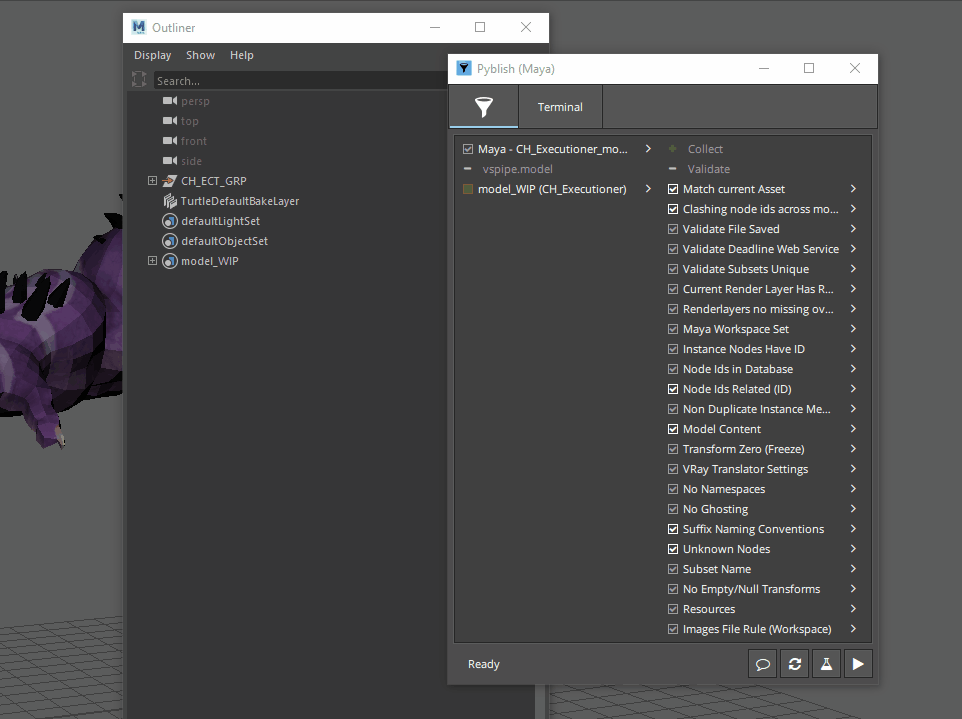 Outliner
Display Show Help
Search...
persp
top
front
side
CH_ECT_GRP
TurtleDefaultBakeLayer
defaultLightSet
defaultObjectSet
model_WIP
Pyblish (Maya)
Terminal
Maya - CH_Executioner_mo...
vspipe.model
model_WIP (CH_Executioner)
Collect
Validate
Match current Asset
Clashing node ids across mo...
Validate File Saved
Validate Deadline Web Service
Validate Subsets Unique
Current Render Layer Has R...
Renderlayers no missing ov...
Maya Workspace Set
Instance Nodes Have ID
Node Ids in Database
Node Ids Related (ID)
Non Duplicate Instance Me...
Model Content
Transform Zero (Freeze)
VRay Translator Settings
No Namespaces
No Ghosting
Suffix Naming Conventions
Unknown Nodes
Subset Name
No Empty/Null Transforms
Resources
Images File Rule (Workspace)
Ready